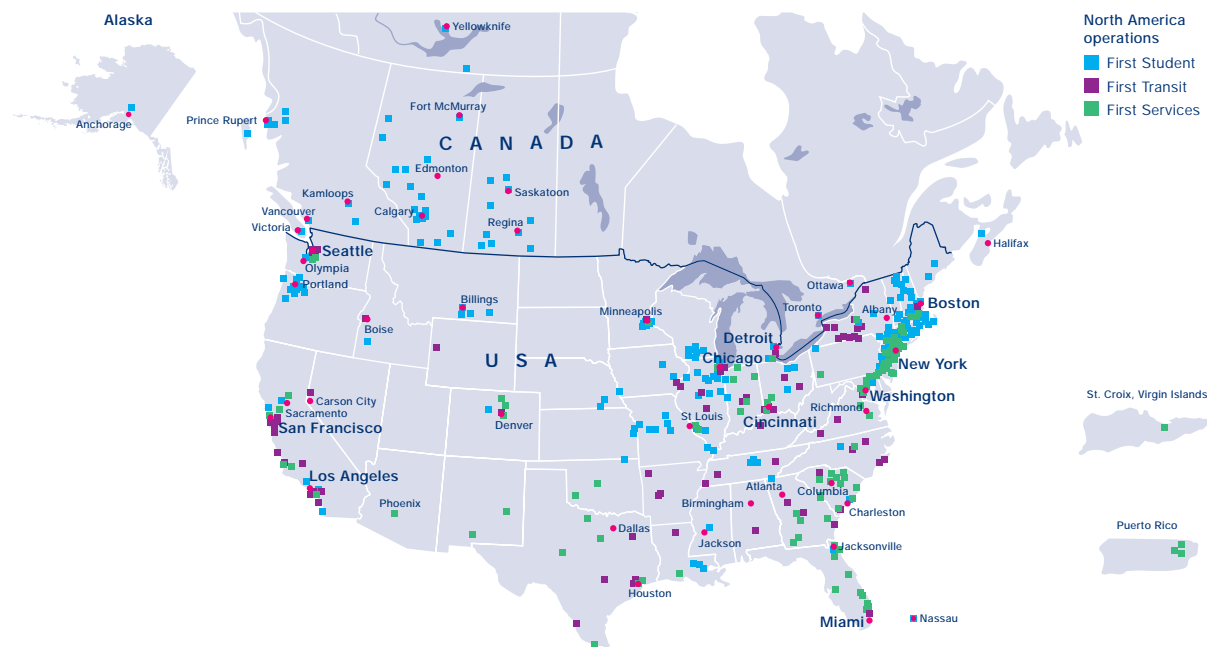 Alaska
North America
operations
First Student
First Transit
First Services
Yellowknife
Anchorage
Prince Rupert
Fort McMurray
CANADA
Edmonton
Kamloops
Saskatoon
Vancouver
Calgary
Victoria
Regina
Seattle
Halifax
Olympia
Portland
Ottawa
Billings
Boston
Minneapolis
Toronto
Albany
Boise
Detroit
USA
Chicago
New York
Washington
St. Croix, Virgin Islands
Carson City
Sacramento
Richmond
San Francisco
Denver
St Louis
Cincinnati
Los Angeles
Atlanta
Columbia
Phoenix
Birmingham
Charleston
Dallas
Puerto Rico
Jackson
Jacksonville
Houston
Miami
Nassau